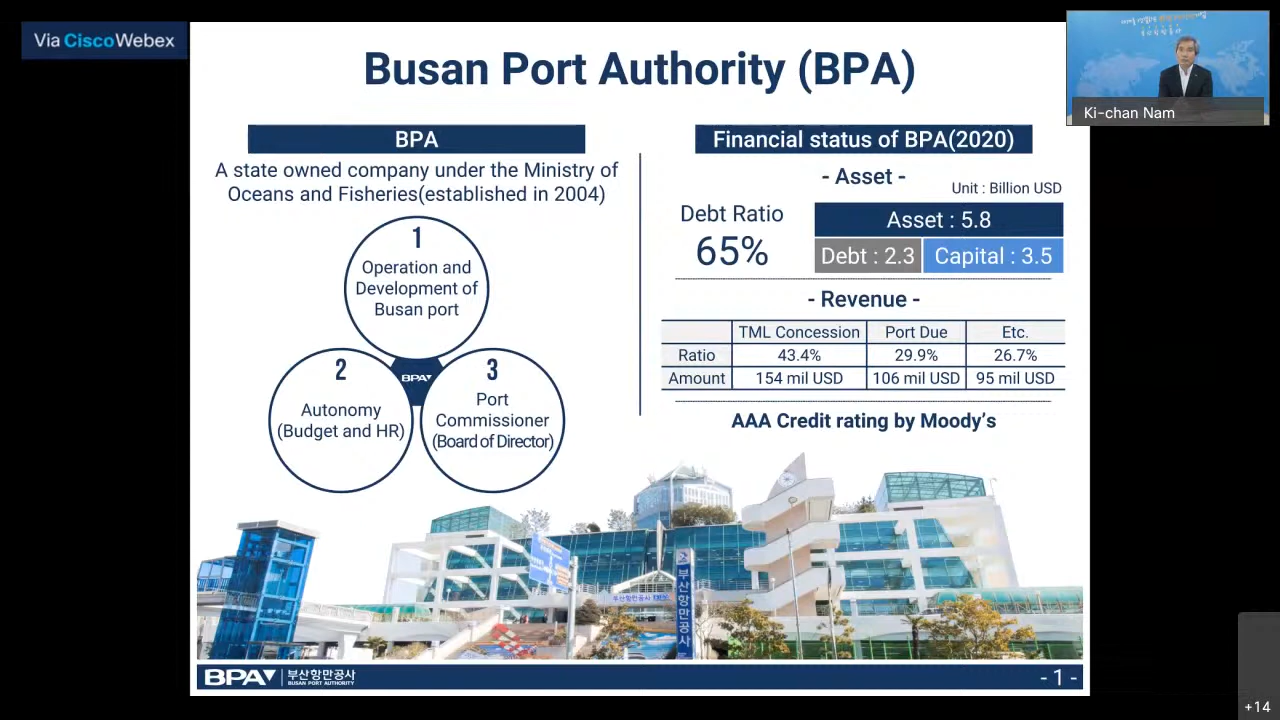 Via CiscoWebex
Busan Port Authority (BPA)
Ki-chan Nam
BPA
A state owned company under the Ministry of
Oceans and Fisheries(established in 2004)
1
Operation and
Development of
Busan port
2
Autonomy
(Budget and HR)
BPA
3
Port
Commissioner
(Board of Director)
Financial status of BPA(2020)
- Asset -
Unit : Billion USD
Debt Ratio
65%
Asset : 5.8
Debt : 2.3 Capital : 3.5
- Revenue -
TML Concession Port Due Etc.
Ratio 43.4% 29.9% 26.7%
Amount 154 mil USD 106 mil USD 95 mil USD
AAA Credit rating by Moody's
부산항만공사
BPA 부산항만공사
BUSAN PORT AUTHORITY
- 1 -
+14